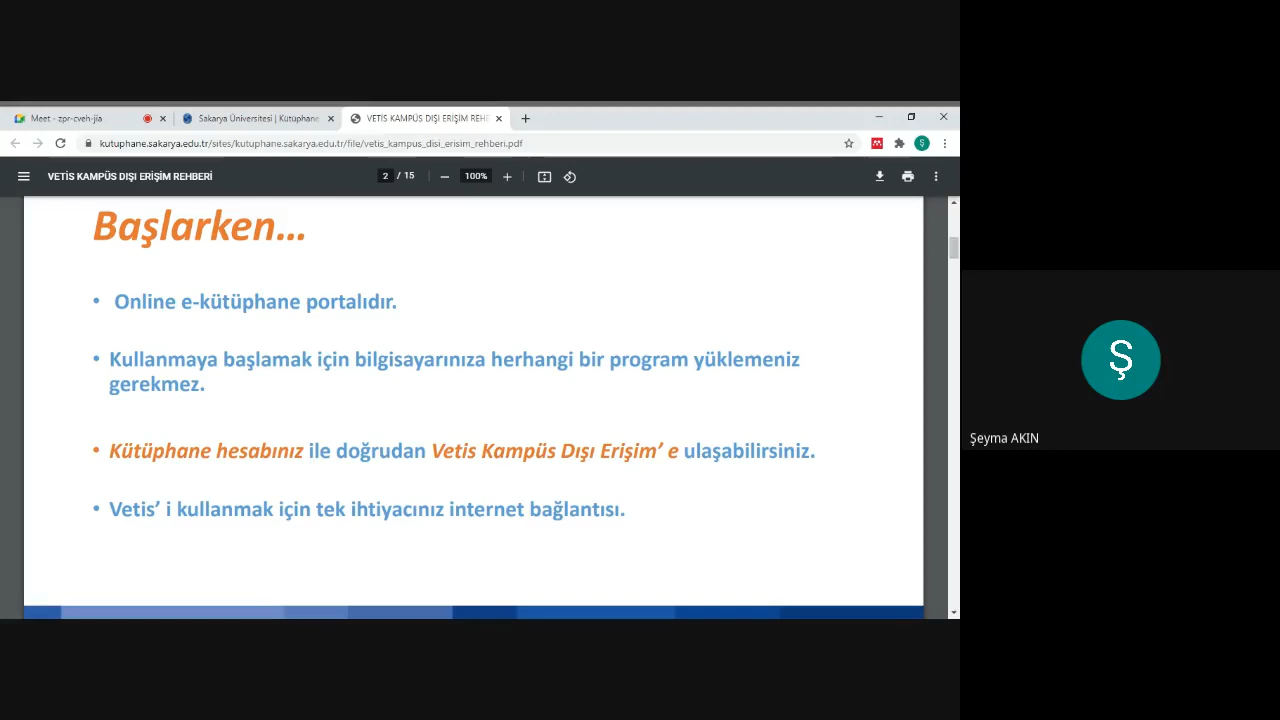 Meet - zpr-cveh-jia
Sakarya Üniversitesi | Kütüphane
VETİS KAMPÜS DIŞI ERİŞİM REHB
kutuphane.sakarya.edu.tr/sites/kutuphane.sakarya.edu.tr/file/vetis_kampus_disi_erisim_rehberi.pdf
Ş
VETİS KAMPÜS DIŞI ERİŞİM REHBERİ
2 / 15
100%
Başlarken...
• Online e-kütüphane portalıdır.
• Kullanmaya başlamak için bilgisayarınıza herhangi bir program yüklemeniz
gerekmez.
• Kütüphane hesabınız ile doğrudan Vetis Kampüs Dışı Erişim' e ulaşabilirsiniz.
• Vetis' i kullanmak için tek ihtiyacınız internet bağlantısı.
Ş
Şeyma AKIN